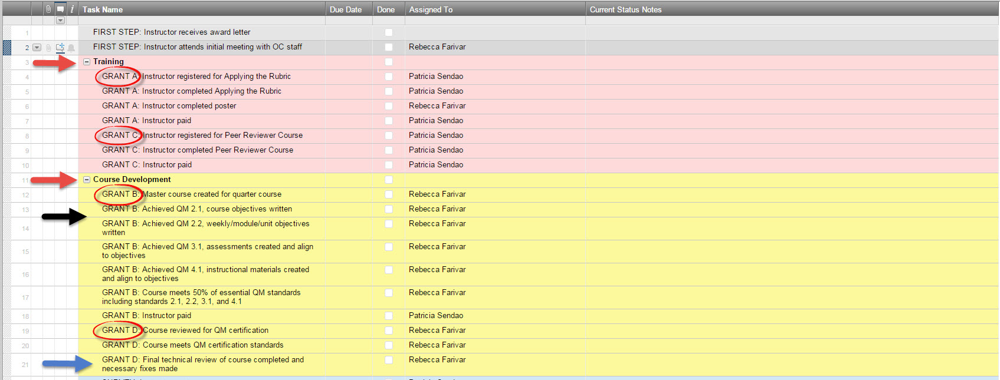 i Task Name Due Date Done Assigned To Current Status Notes
1 FIRST STEP: Instructor receives award letter
2 FIRST STEP: Instructor attends initial meeting with OC staff Rebecca Farivar
3 Training
4 GRANT A: Instructor registered for Applying the Rubric Patricia Sendao
5 GRANT A: Instructor completed Applying the Rubric Patricia Sendao
6 GRANT A: Instructor completed poster Rebecca Farivar
7 GRANT A: Instructor paid Patricia Sendao
8 GRANT C: Instructor registered for Peer Reviewer Course Patricia Sendao
9 GRANT C: Instructor completed Peer Reviewer Course Patricia Sendao
10 GRANT C: Instructor paid Patricia Sendao
11 Course Development
12 GRANT B: Master course created for quarter course Rebecca Farivar
13 GRANT B: Achieved QM 2.1, course objectives written Rebecca Farivar
14 GRANT B: Achieved QM 2.2, weekly/module/unit objectives Rebecca Farivar
written
15 GRANT B: Achieved QM 3.1, assessments created and align Rebecca Farivar
to objectives
16 GRANT B: Achieved QM 4.1, instructional materials created Rebecca Farivar
and align to objectives
17 GRANT B: Course meets 50% of essential QM standards Rebecca Farivar
including standards 2.1, 2.2, 3.1, and 4.1
18 GRANT B: Instructor paid Patricia Sendao
19 GRANT D: Course reviewed for QM certification Rebecca Farivar
20 GRANT D: Course meets QM certification standards Rebecca Farivar
21 GRANT D: Final technical review of course completed and Rebecca Farivar
necessary fixes made